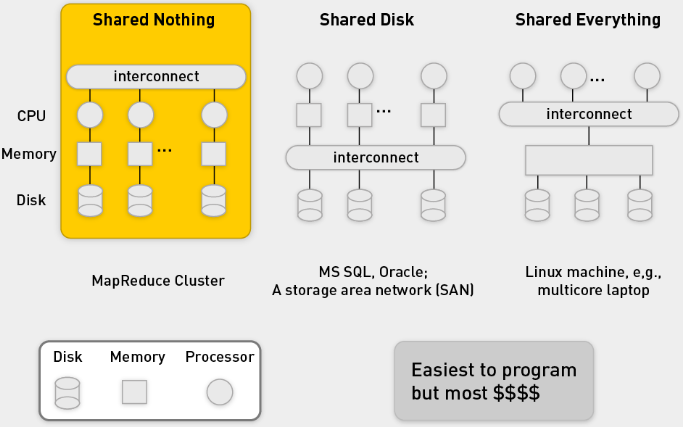 Shared Nothing
Shared Disk
Shared Everything
interconnect
CPU
...
interconnect
Memory
...
interconnect
...
Disk
MapReduce Cluster
MS SQL, Oracle;
A storage area network (SAN)
Linux machine, e,g.,
multicore laptop
Disk
Memory
Processor
Easiest to program
but most $$$$